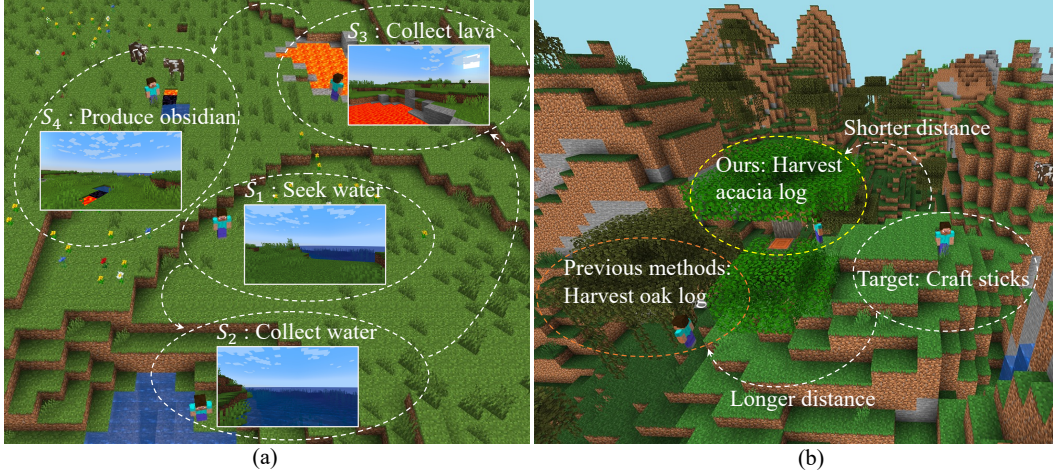 S₃ : Collect lava
S₄ : Produce obsidian
S₁ : Seek water
S₂ : Collect water
(a)
Shorter distance
Ours: Harvest
acacia log
Previous methods:
Harvest oak log
Target: Craft sticks
Longer distance
(b)